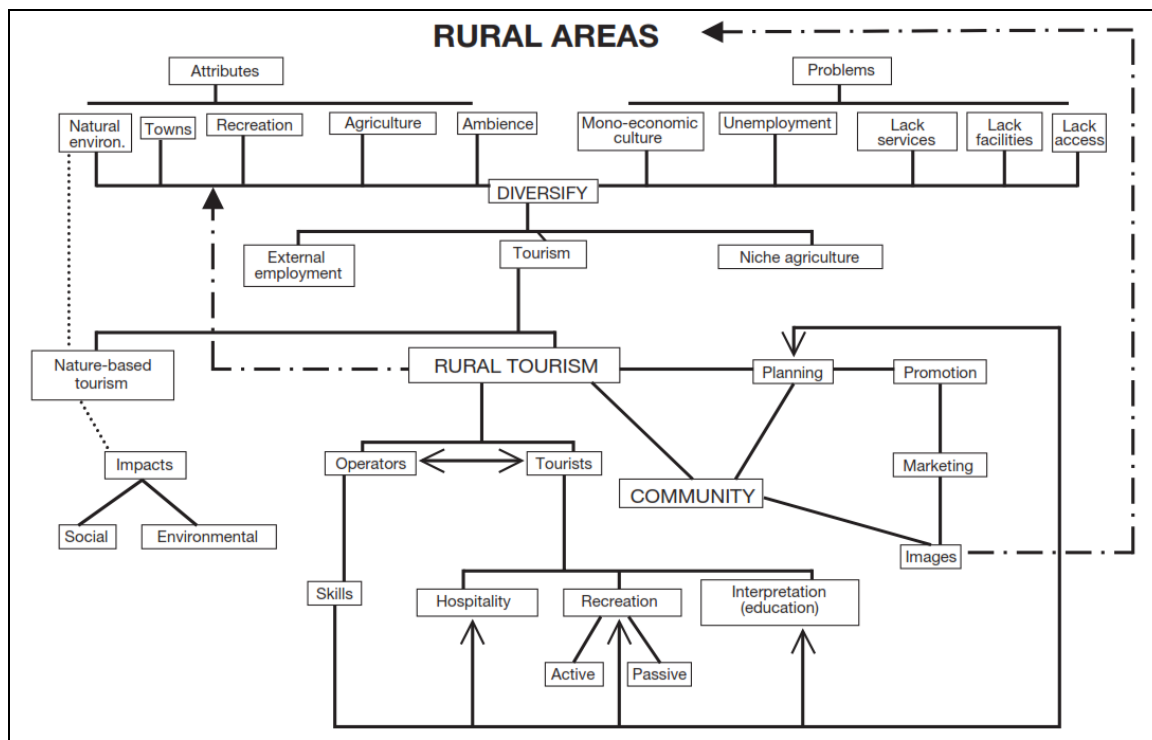 RURAL AREAS
Attributes
Problems
Natural
environ.
Towns
Recreation
Agriculture
Ambience
Mono-economic
culture
Unemployment
Lack
services
Lack
facilities
Lack
access
DIVERSIFY
External
employment
Tourism
Niche agriculture
Nature-based
tourism
RURAL TOURISM
Planning
Promotion
Impacts
Operators
Tourists
Marketing
COMMUNITY
Social
Environmental
Images
Skills
Hospitality
Recreation
Interpretation
(education)
Active
Passive